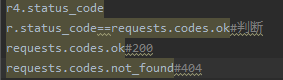 r4.status_code
r.status_code==requests.codes.ok#判断
requests.codes.ok#200
requests.codes.not_found#404